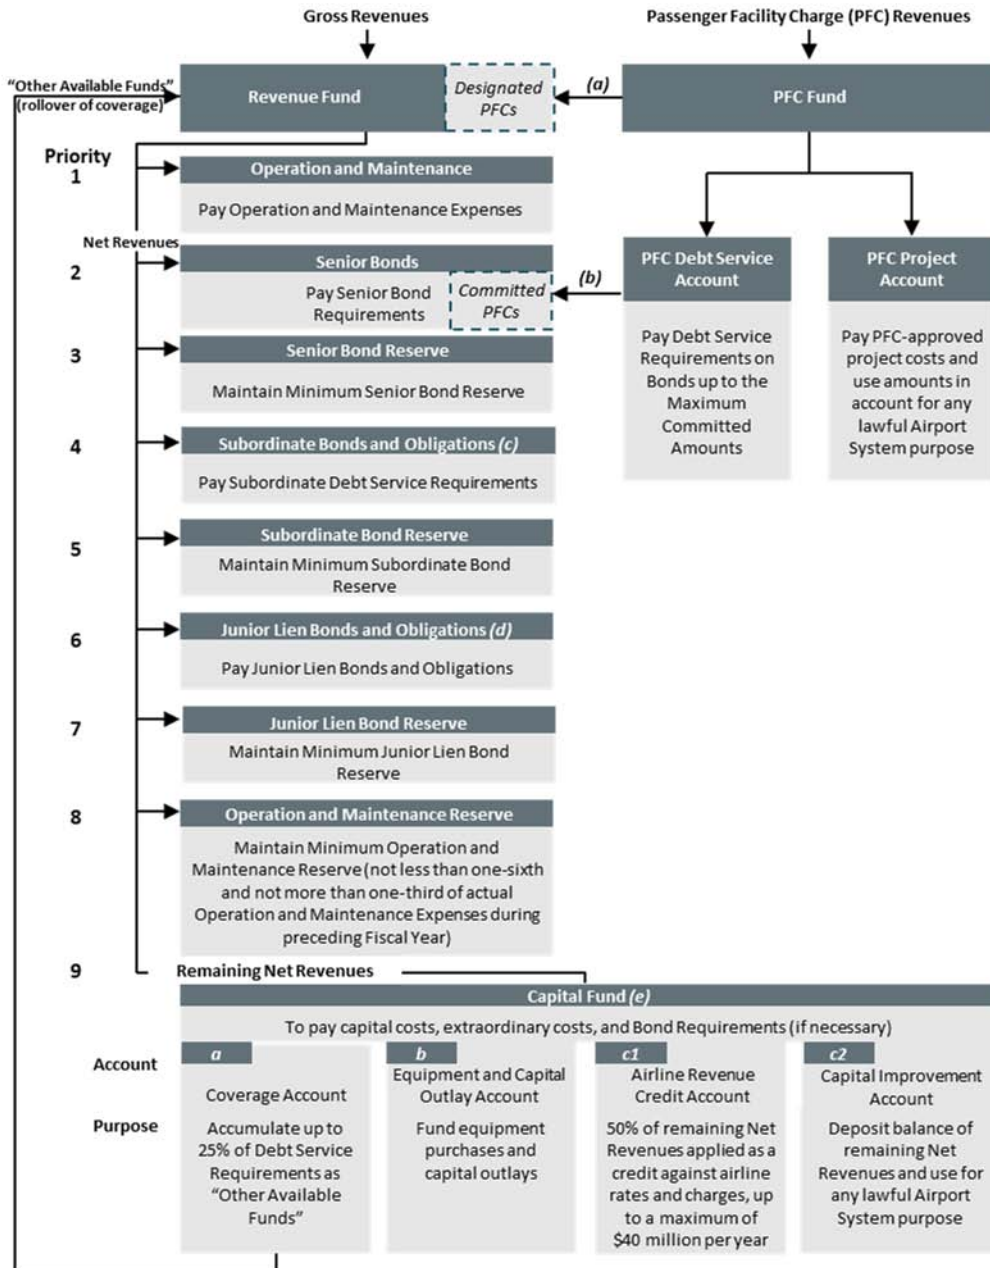 Gross Revenues
Passenger Facility Charge (PFC) Revenues
“Other Available Funds”
(rollover of coverage)
Revenue Fund
Designated
PFCs
(a)
PFC Fund
Priority
1
Operation and Maintenance
Pay Operation and Maintenance Expenses
Net Revenues
2
Senior Bonds
Pay Senior Bond
Requirements
Committed
PFCs
(b)
PFC Debt Service
Account
Pay Debt Service
Requirements on
Bonds up to the
Maximum
Committed
Amounts
PFC Project
Account
Pay PFC-approved
project costs and
use amounts in
account for any
lawful Airport
System purpose
3
Senior Bond Reserve
Maintain Minimum Senior Bond Reserve
4
Subordinate Bonds and Obligations (c)
Pay Subordinate Debt Service Requirements
5
Subordinate Bond Reserve
Maintain Minimum Subordinate Bond
Reserve
6
Junior Lien Bonds and Obligations (d)
Pay Junior Lien Bonds and Obligations
7
Junior Lien Bond Reserve
Maintain Minimum Junior Lien Bond
Reserve
8
Operation and Maintenance Reserve
Maintain Minimum Operation and
Maintenance Reserve (not less than one-sixth
and not more than one-third of actual
Operation and Maintenance Expenses during
preceding Fiscal Year)
9
Remaining Net Revenues
Capital Fund (e)
To pay capital costs, extraordinary costs, and Bond Requirements (if necessary)
Account
Purpose
a
Coverage Account
Accumulate up to
25% of Debt Service
Requirements as
“Other Available
Funds”
b
Equipment and Capital
Outlay Account
Fund equipment
purchases and
capital outlays
c1
Airline Revenue
Credit Account
50% of remaining Net
Revenues applied as a
credit against airline
rates and charges, up
to a maximum of
$40 million per year
c2
Capital Improvement
Account
Deposit balance of
remaining Net
Revenues and use for
any lawful Airport
System purpose